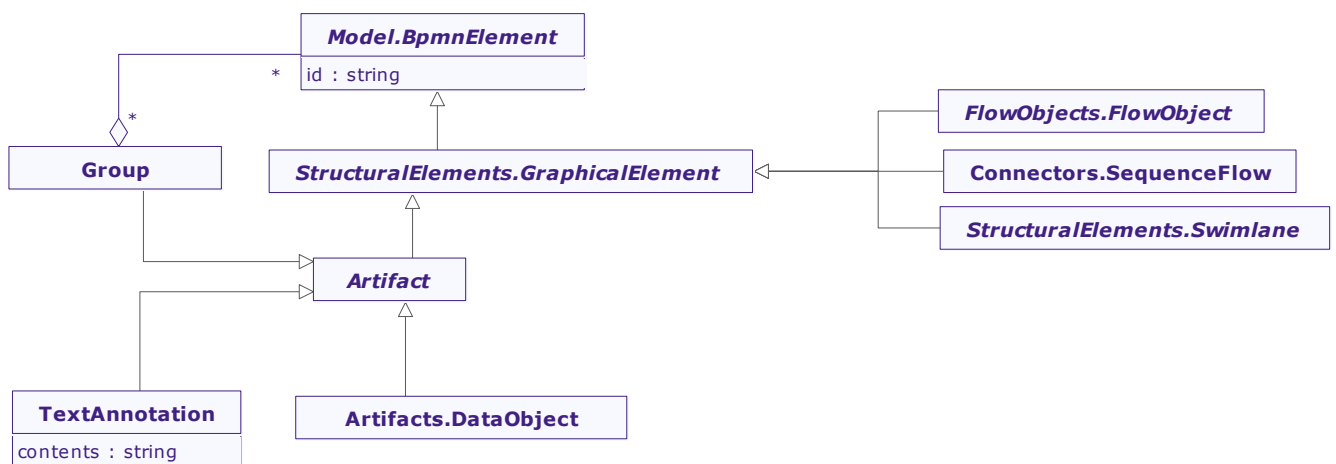 Model.BpmnElement
* id : string
*
FlowObjects.FlowObject
Group
StructuralElements.GraphicalElement
Connectors.SequenceFlow
StructuralElements.Swimlane
Artifact
TextAnnotation
Artifacts.DataObject
contents : string